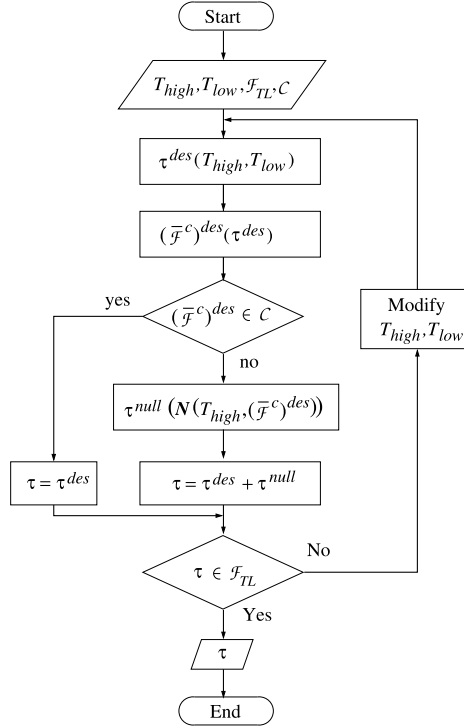 Start
T_high, T_low, ℱ_TL, 𝒞
τ^des(T_high, T_low)
(ℱ̅^c)^des(τ^des)
yes
(ℱ̅^c)^des ∈ 𝒞
Modify
T_high, T_low
no
τ^null (N(T_high, (ℱ̅^c)^des))
τ = τ^des
τ = τ^des + τ^null
No
τ ∈ ℱ_TL
Yes
τ
End